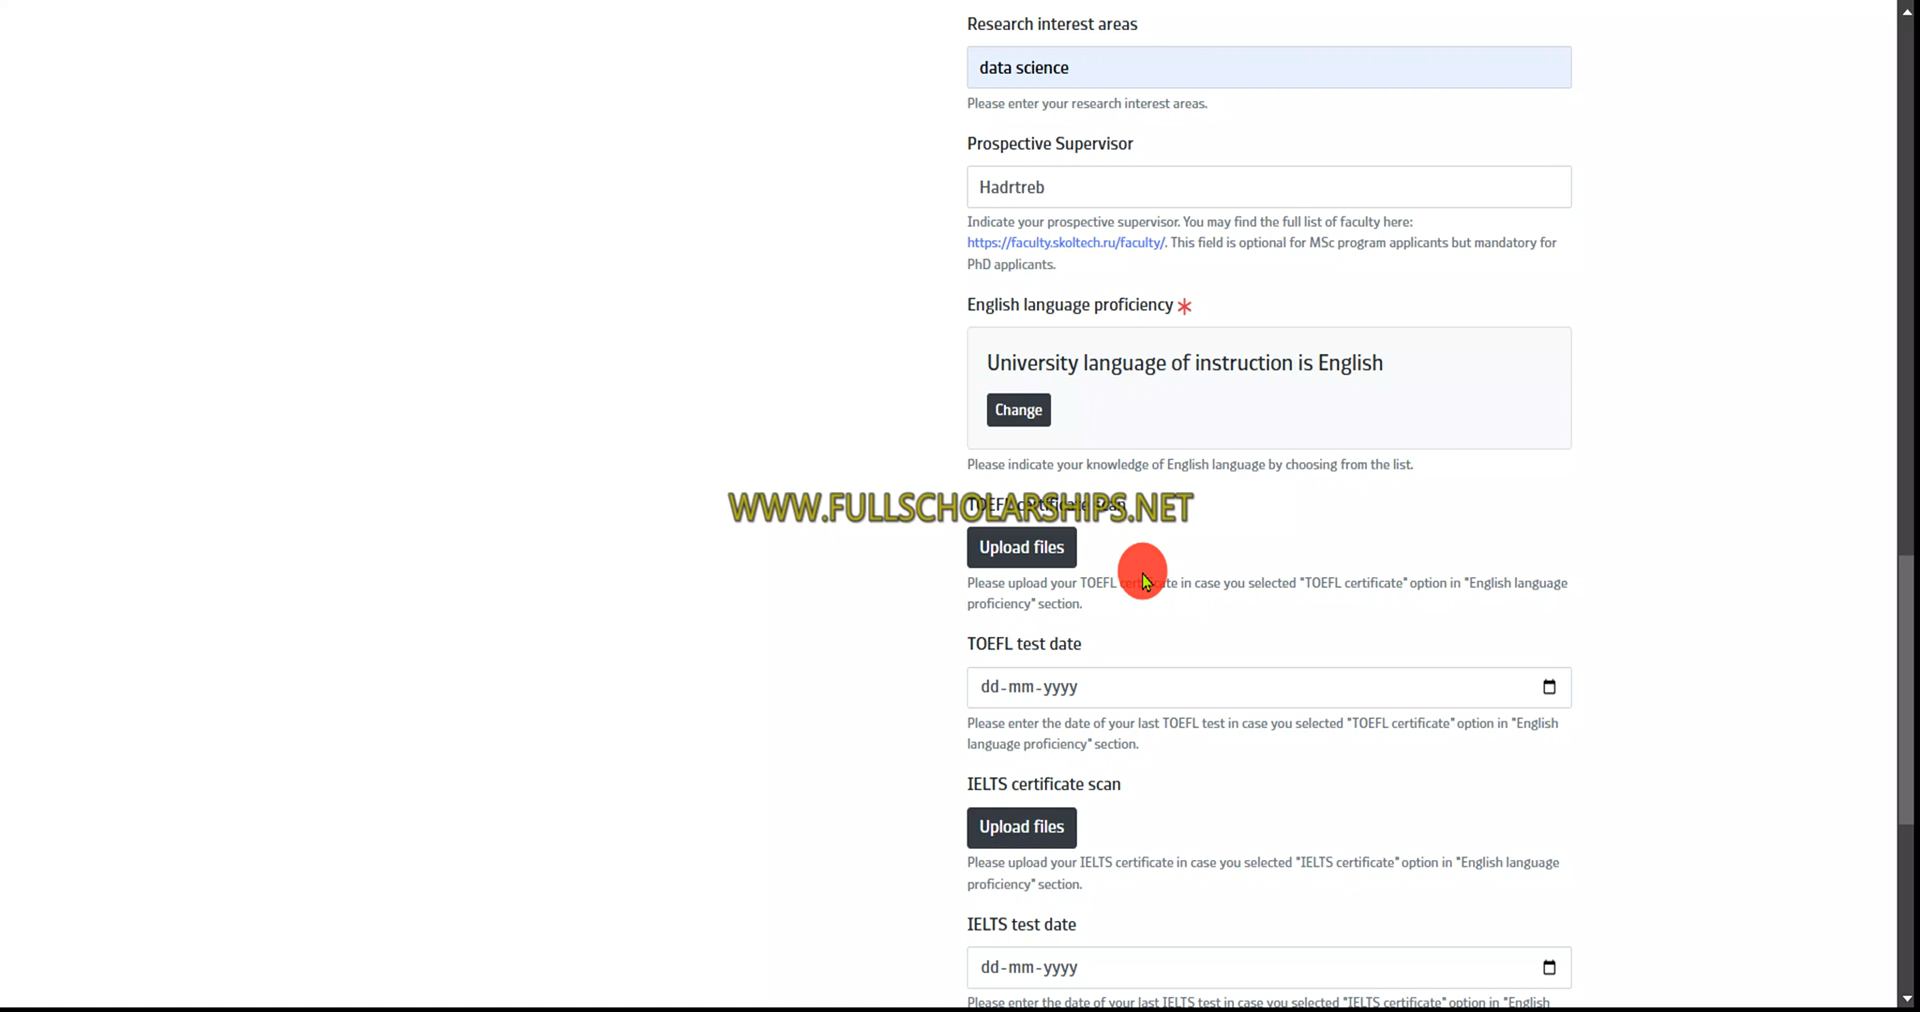 Research interest areas
data science
Please enter your research interest areas.
Prospective Supervisor
Hadrtreb
Indicate your prospective supervisor. You may find the full list of faculty here:
https://faculty.skoltech.ru/faculty/. This field is optional for MSc program applicants but mandatory for
PhD applicants.
English language proficiency *
University language of instruction is English
Change
Please indicate your knowledge of English language by choosing from the list.
TOEFL certificate scan
WWW.FULLSCHOLARSHIPS.NET
Upload files
Please upload your TOEFL certificate in case you selected "TOEFL certificate" option in "English language
proficiency" section.
TOEFL test date
dd-mm-yyyy
Please enter the date of your last TOEFL test in case you selected "TOEFL certificate" option in "English
language proficiency" section.
IELTS certificate scan
Upload files
Please upload your IELTS certificate in case you selected "IELTS certificate" option in "English language
proficiency" section.
IELTS test date
dd-mm-yyyy
Please enter the date of your last IELTS test in case you selected "IELTS certificate" option in "English